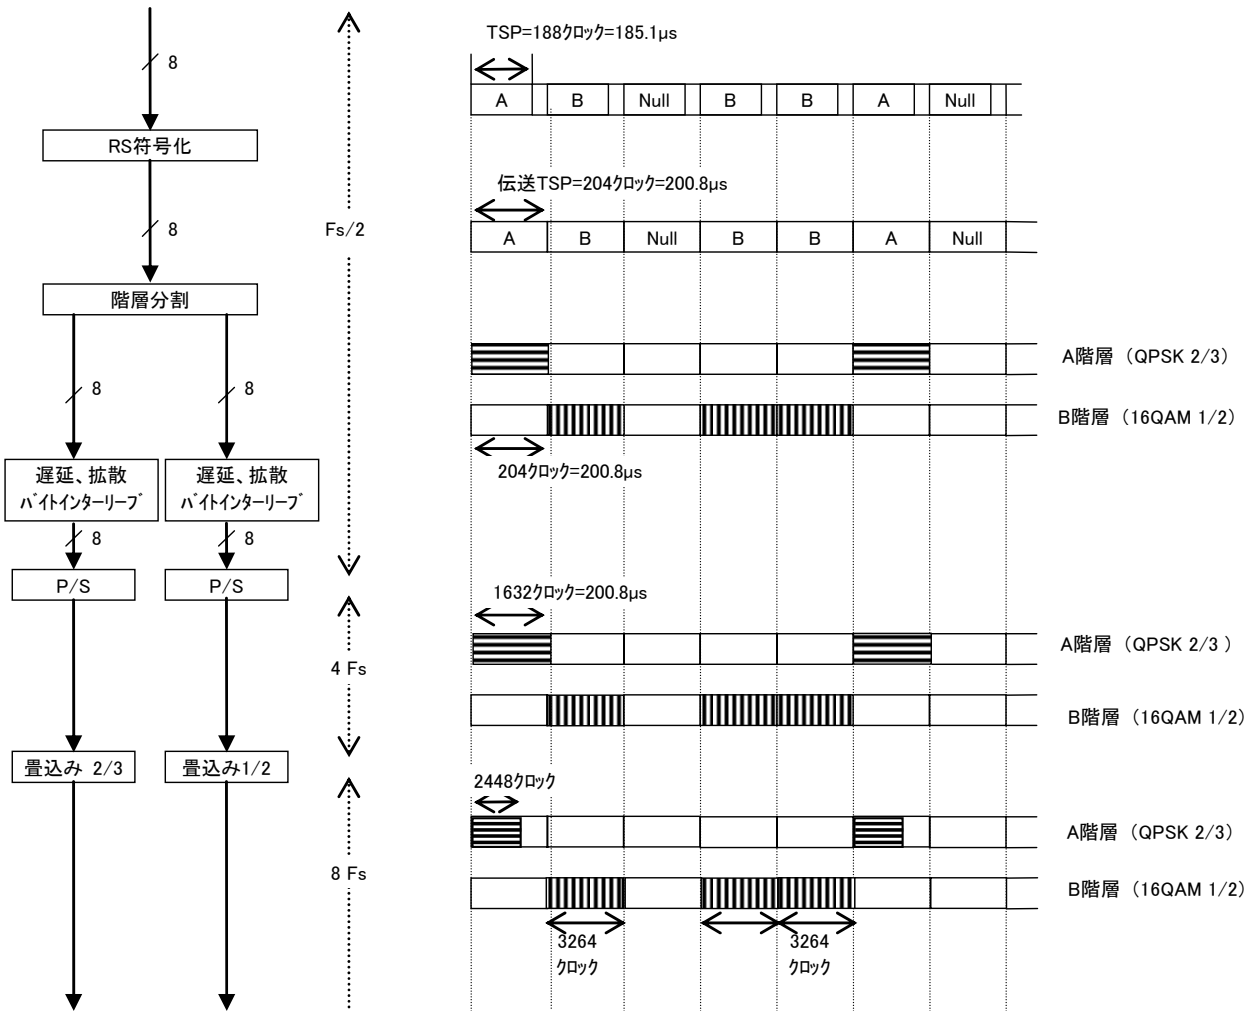 TSP=188ｸﾛｯｸ=185.1μs
8
A B Null B B A Null
RS符号化
伝送TSP=204ｸﾛｯｸ=200.8μs
8
Fs/2
A B Null B B A Null
階層分割
A階層（QPSK 2/3）
8 8
B階層（16QAM 1/2）
204ｸﾛｯｸ=200.8μs
遅延、拡散
ﾊﾞｲﾄｲﾝﾀｰﾘｰﾌﾞ
遅延、拡散
ﾊﾞｲﾄｲﾝﾀｰﾘｰﾌﾞ
8 8
P/S P/S
1632ｸﾛｯｸ=200.8μs
A階層（QPSK 2/3 ）
4 Fs
B階層（16QAM 1/2）
畳込み 2/3 畳込み1/2
2448ｸﾛｯｸ
A階層（QPSK 2/3）
8 Fs
B階層（16QAM 1/2）
3264
ｸﾛｯｸ
3264
ｸﾛｯｸ